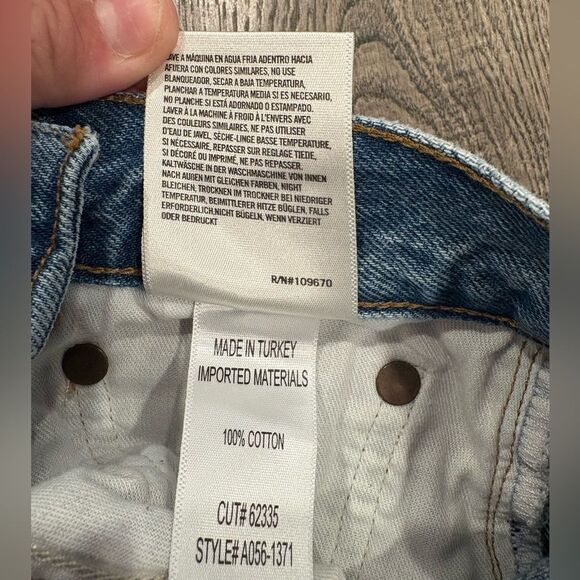 LAVE A MÁQUINA EN AGUA FRIA ADENTRO HACIA
AFUERA CON COLORES SIMILARES, NO USE
BLANQUEADOR, SECAR A BAJA TEMPERATURA,
PLANCHAR A TEMPERATURA MEDIA SI ES NECESARIO,
NO PLANCHE SI ESTÁ ADORNADO O ESTAMPADO.
LAVER À LA MACHINE À FROID À L'ENVERS AVEC
DES COULEURS SIMILAIRES, NE PAS UTILISER
D'EAU DE JAVEL, SÈCHE-LINGE BASSE TEMPÉRATURE,
SI NÉCESSAIRE, REPASSER SUR REGLAGE TIEDE.
SI DÉCORÉ OU IMPRIMÉ, NE PAS REPASSER.
KALTWÄSCHE IN DER WASCHMASCHINE, VON INNEN
NACH AUßEN MIT GLEICHEN FARBEN, NIGHT
BLEICHEN, TROCKNEN IM TROCKNER BEI NIEDRIGER
TEMPERATUR, BEIMITTLERER HITZE BÜGLEN, FALLS
ERFORDERLICH,NICHT BÜGELN, WENN VERZIERT
ODER BEDRUCKT
R/N#109670
MADE IN TURKEY
IMPORTED MATERIALS
100% COTTON
CUT# 62335
STYLE# A056-1371